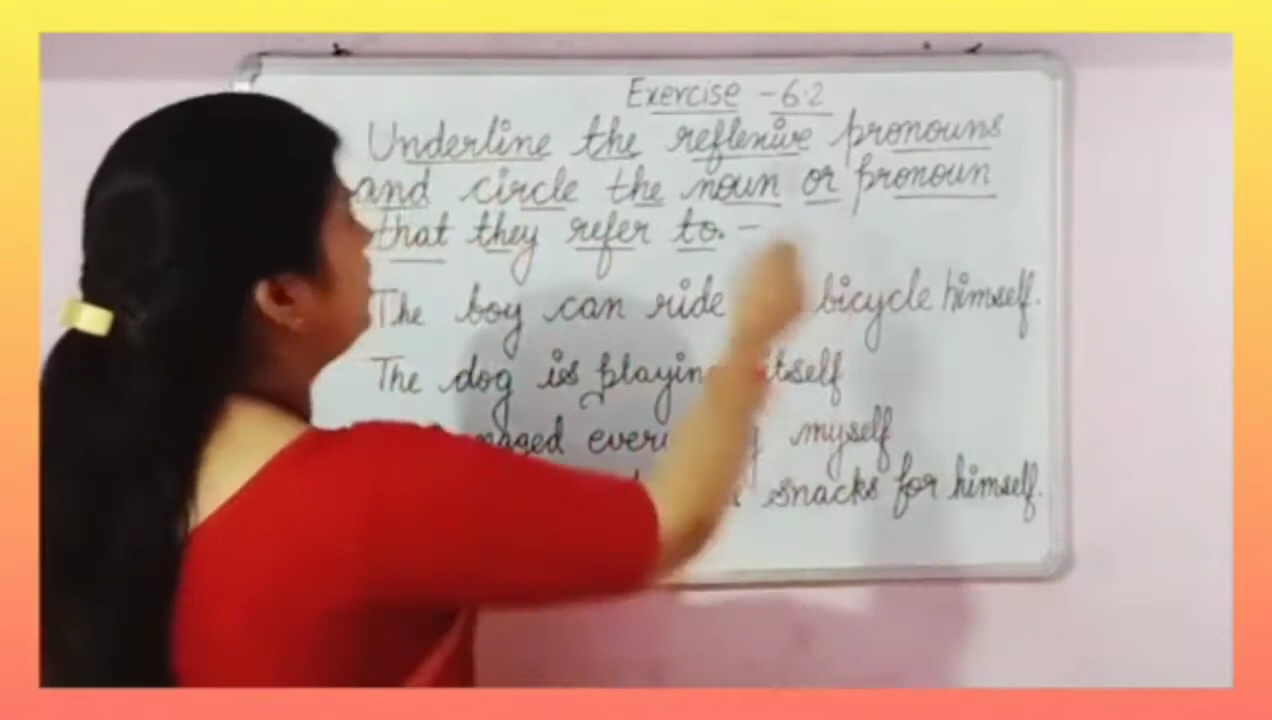 Exercise - 6.2
Underline the reflexive pronouns
and circle the noun or pronoun
that they refer to. -
The boy can ride bicycle himself.
The dog is playing itself
myself
snacks for himself.